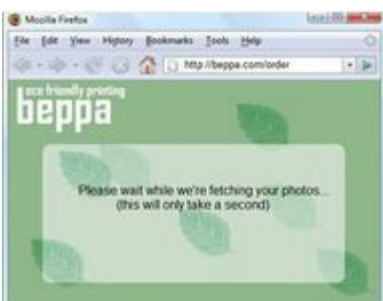 Mozilla Firefox
File Edit View History Bookmarks Tools Help
http://beppa.com/order
eco friendly printing
beppa
Please wait while we're fetching your photos...
(this will only take a second)